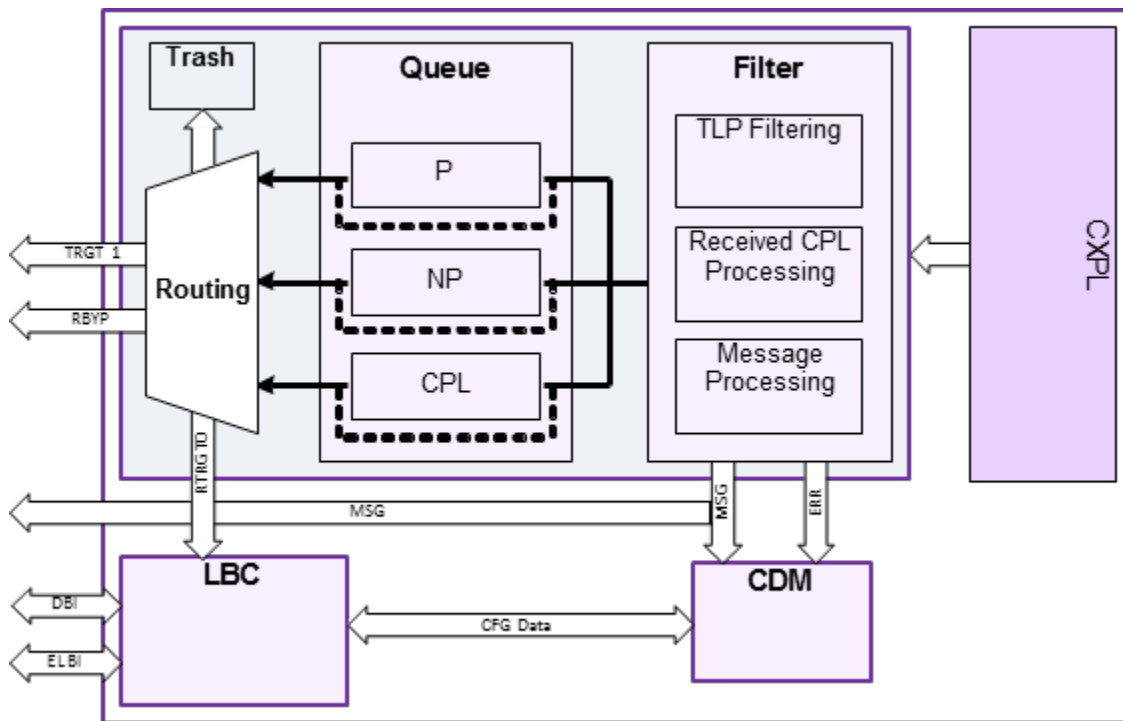 Trash
Queue
Filter
TLP Filtering
P
TRGT 1
Received CPL
Processing
CXPL
NP
Routing
RBYP
Message
Processing
CPL
RTRGT0
MSG
ERR
MSG
LBC
CDM
DBI
CFG Data
ELBI